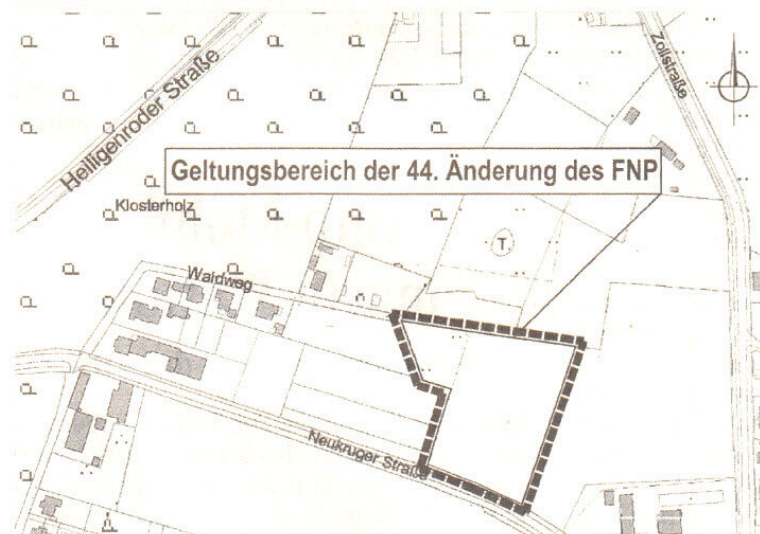 Zollstraße
Heiligenroder Straße
Geltungsbereich der 44. Änderung des FNP
Klosterholz
T.
Waldweg
Neukruger Straße